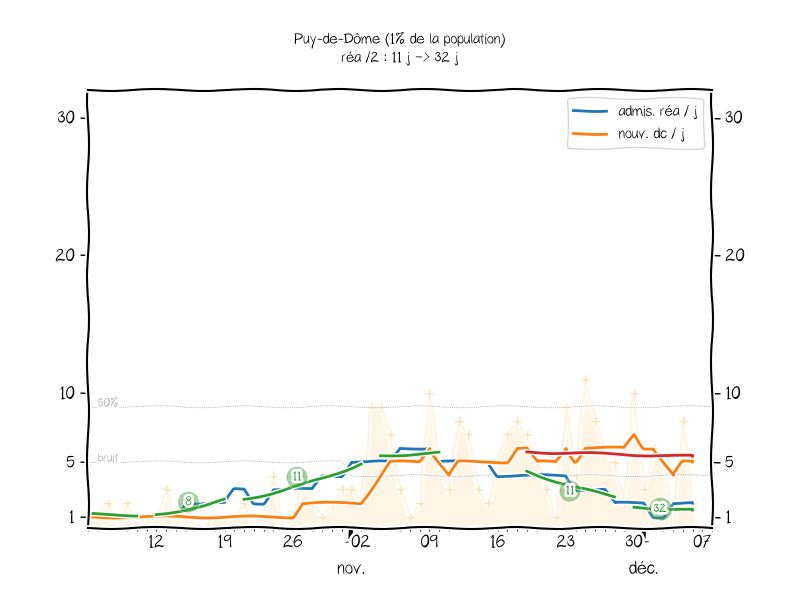 Puy-de-Dôme (1% de la population)
réa /2 : 11 j -> 32 j
admis. réa / j
nouv. dc / j
30
30
20
20
10
10
50%
5
bruit
5
1
1
8
11
11
32
12 19 26 02 09 16 23 30 07
nov. déc.